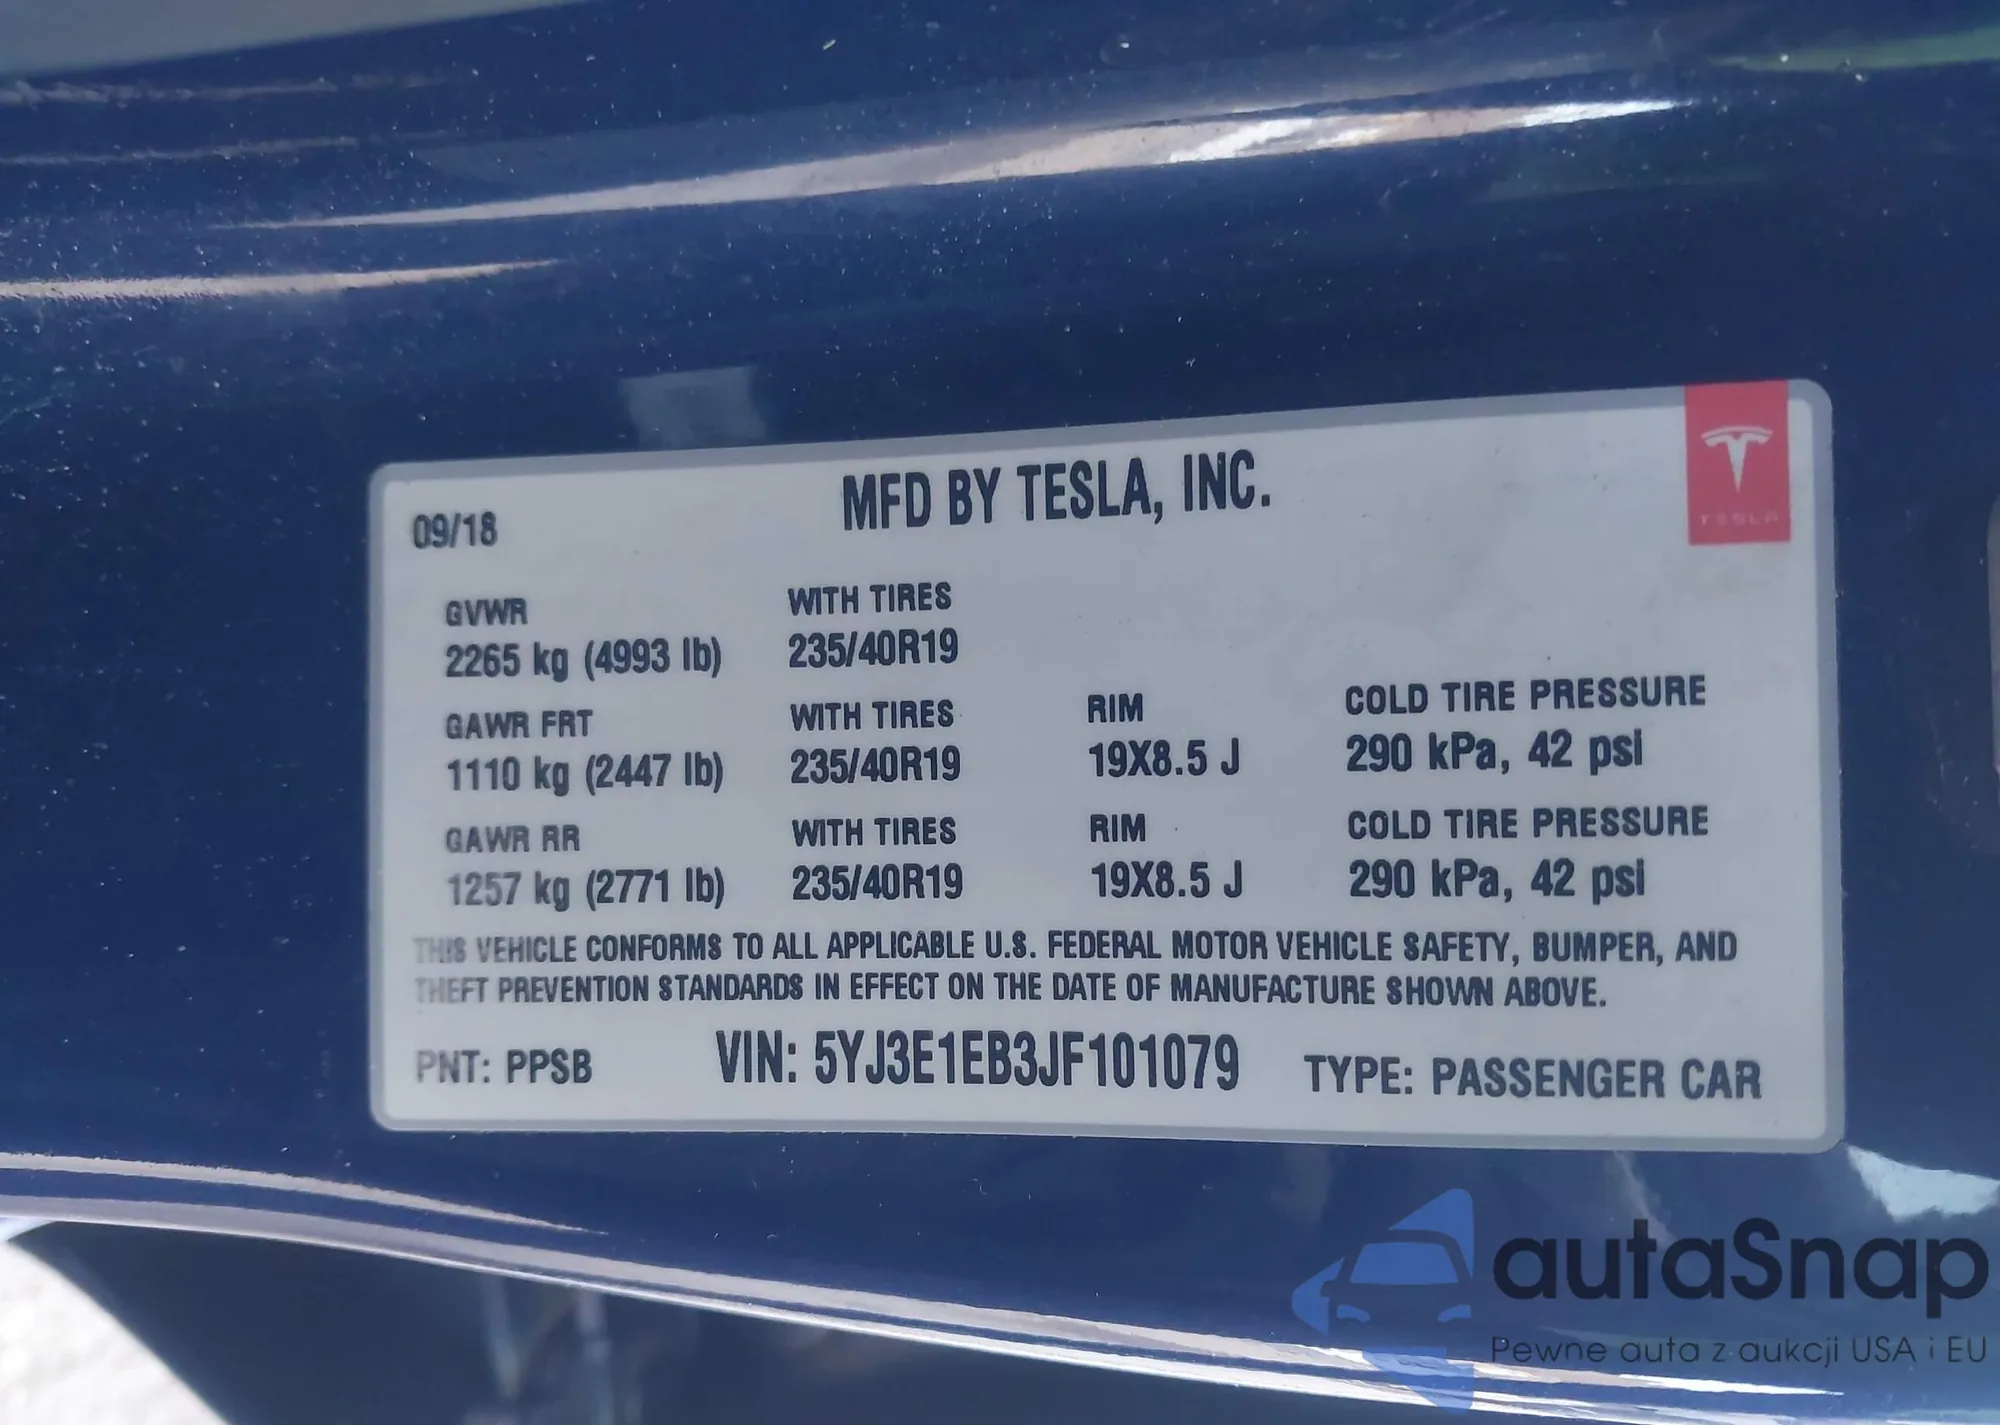 MFD BY TESLA, INC.
TESLA
09/18
GVWR WITH TIRES
2265 kg (4993 lb) 235/40R19
GAWR FRT WITH TIRES RIM COLD TIRE PRESSURE
1110 kg (2447 lb) 235/40R19 19X8.5 J 290 kPa, 42 psi
GAWR RR WITH TIRES RIM COLD TIRE PRESSURE
1257 kg (2771 lb) 235/40R19 19X8.5 J 290 kPa, 42 psi
THIS VEHICLE CONFORMS TO ALL APPLICABLE U.S. FEDERAL MOTOR VEHICLE SAFETY, BUMPER, AND
THEFT PREVENTION STANDARDS IN EFFECT ON THE DATE OF MANUFACTURE SHOWN ABOVE.
PNT: PPSB VIN: 5YJ3E1EB3JF101079 TYPE: PASSENGER CAR
autaSnap
Pewne auta z aukcji USA i EU